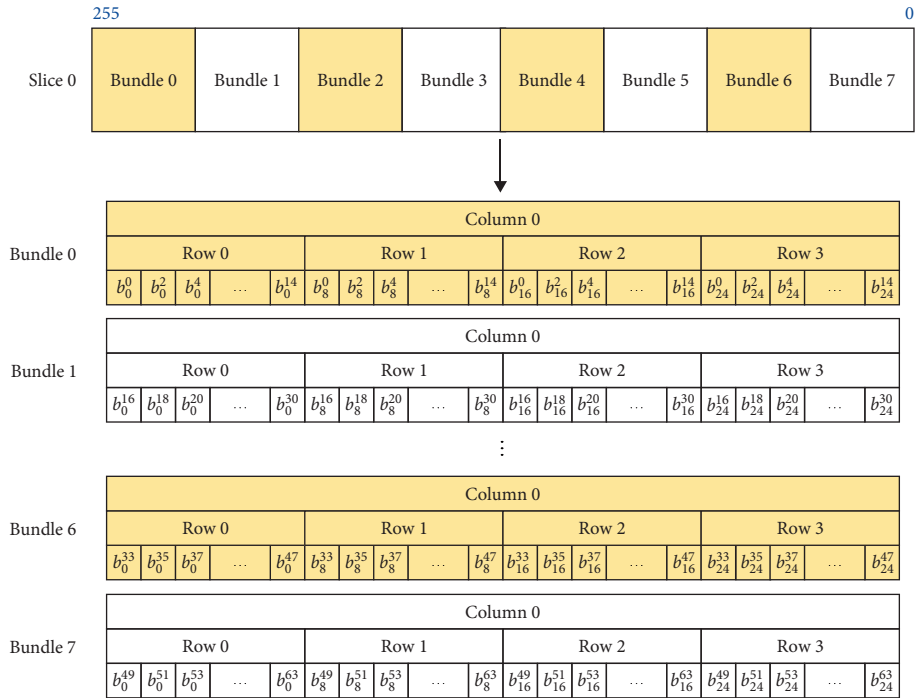 255 0
Slice 0 Bundle 0 Bundle 1 Bundle 2 Bundle 3 Bundle 4 Bundle 5 Bundle 6 Bundle 7
Column 0
Bundle 0 Row 0 Row 1 Row 2 Row 3
b_0^0 b_0^2 b_0^4 ... b_0^14 b_8^0 b_8^2 b_8^4 ... b_8^14 b_16^0 b_16^2 b_16^4 ... b_16^14 b_24^0 b_24^2 b_24^4 ... b_24^14
Column 0
Bundle 1 Row 0 Row 1 Row 2 Row 3
b_0^16 b_0^18 b_0^20 ... b_0^30 b_8^16 b_8^18 b_8^20 ... b_8^30 b_16^16 b_16^18 b_16^20 ... b_16^30 b_24^16 b_24^18 b_24^20 ... b_24^30
⋮
Column 0
Bundle 6 Row 0 Row 1 Row 2 Row 3
b_0^33 b_0^35 b_0^37 ... b_0^47 b_8^33 b_8^35 b_8^37 ... b_8^47 b_16^33 b_16^35 b_16^37 ... b_16^47 b_24^33 b_24^35 b_24^37 ... b_24^47
Column 0
Bundle 7 Row 0 Row 1 Row 2 Row 3
b_0^49 b_0^51 b_0^53 ... b_0^63 b_8^49 b_8^51 b_8^53 ... b_8^63 b_16^49 b_16^51 b_16^53 ... b_16^63 b_24^49 b_24^51 b_24^53 ... b_24^63